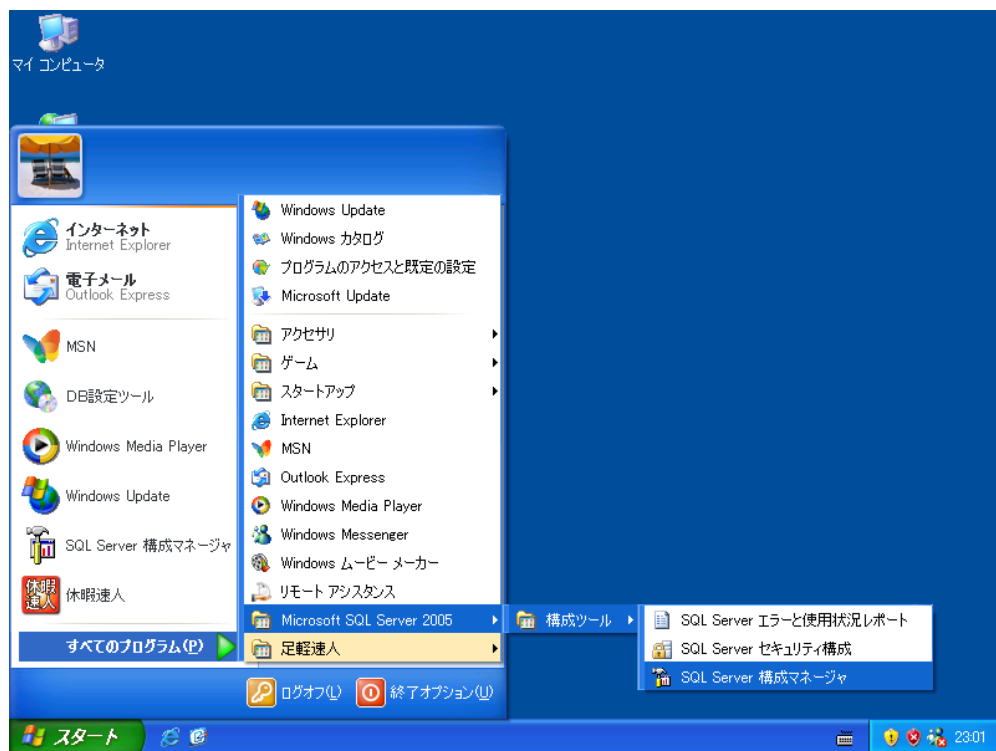 マイ コンピュータ
インターネット
Internet Explorer
電子メール
Outlook Express
MSN
DB設定ツール
Windows Media Player
Windows Update
SQL Server 構成マネージャ
休暇速人
休暇速人
すべてのプログラム(P)
Windows Update
Windows カタログ
プログラムのアクセスと既定の設定
Microsoft Update
アクセサリ
ゲーム
スタートアップ
Internet Explorer
MSN
Outlook Express
Windows Media Player
Windows Messenger
Windows ムービー メーカー
リモート アシスタンス
Microsoft SQL Server 2005
足軽速人
構成ツール
SQL Server エラーと使用状況レポート
SQL Server セキュリティ構成
SQL Server 構成マネージャ
ログオフ(L)
終了オプション(U)
スタート
23:01